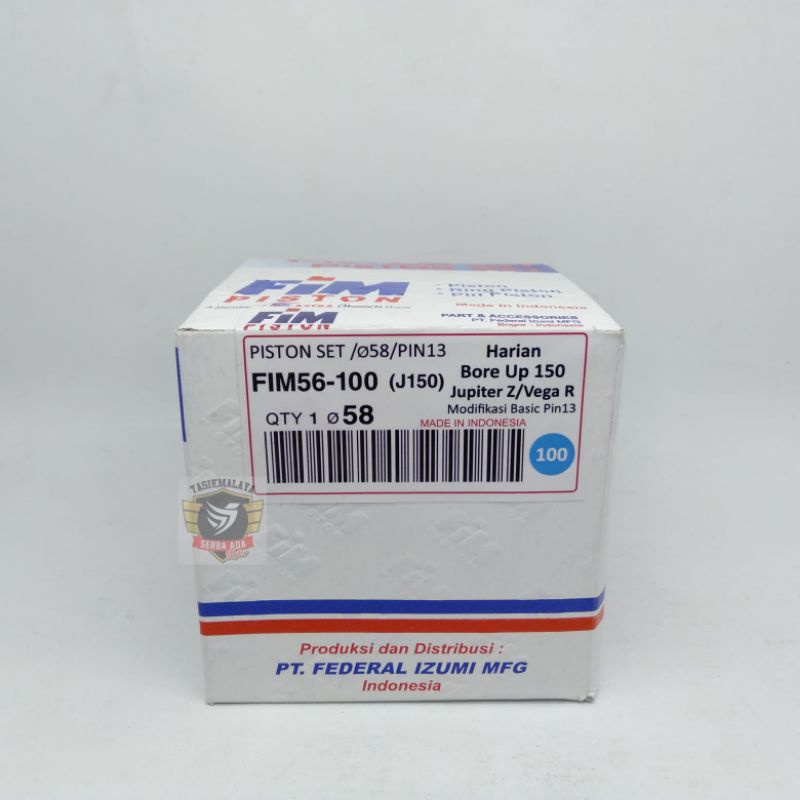 FIM
PISTON
• Piston
• Ring Piston
• Pin Piston
Made in Indonesia
PART & ACCESSORIES
PT. Federal Izumi MFG
Bogor - Indonesia
FIM
PISTON
PISTON SET /Ø58/PIN13
FIM56-100 (J150)
QTY 1 Ø58
Harian
Bore Up 150
Jupiter Z/Vega R
Modifikasi Basic Pin13
MADE IN INDONESIA
100
TASIKMALAYA
SERBA ADA
Produksi dan Distribusi :
PT. FEDERAL IZUMI MFG
Indonesia